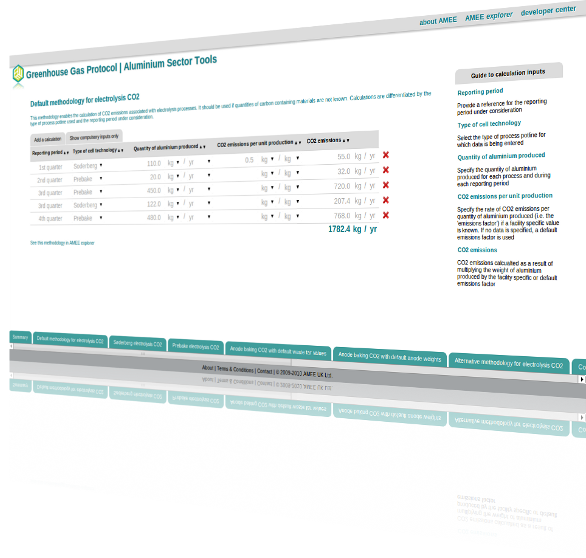 about AMEE AMEE explorer developer center
Greenhouse Gas Protocol | Aluminium Sector Tools
Default methodology for electrolysis CO2
This methodology enables the calculation of CO2 emissions associated with electrolysis processes. It should be used if quantities of carbon containing materials are not known. Calculations are differentiated by the
type of process potline used and the reporting period under consideration.
Add a calculation Show compulsory inputs only
Reporting period Type of cell technology Quantity of aluminium produced CO2 emissions per unit production CO2 emissions
1st quarter Soderberg 110.0 kg / yr 0.5 kg / kg 55.0 kg / yr
2nd quarter Prebake 20.0 kg / yr kg / kg 32.0 kg / yr
3rd quarter Prebake 450.0 kg / yr kg / kg 720.0 kg / yr
3rd quarter Soderberg 122.0 kg / yr kg / kg 207.4 kg / yr
4th quarter Prebake 480.0 kg / yr kg / kg 768.0 kg / yr
1782.4 kg / yr
See this methodology in AMEE explorer
Guide to calculation inputs
Reporting period
Provide a reference for the reporting
period under consideration
Type of cell technology
Select the type of process potline for
which data is being entered
Quantity of aluminium produced
Specify the quantity of aluminium
produced for each process and during
each reporting period
CO2 emissions per unit production
Specify the rate of CO2 emissions per
quantity of aluminium produced (i.e. the
'emissions factor') if a facility specific value
is known. If no data is specified, a default
emissions factor is used
CO2 emissions
CO2 emissions calculated as a result of
multiplying the weight of aluminium
produced by the facility specific or default
emissions factor
Default methodology for electrolysis CO2 Soderberg electrolysis CO2 Prebake electrolysis CO2 Anode baking CO2 with default values for values Anode baking CO2 with default anode weights Alternative methodology for electrolysis CO2 Co
About | Terms & Conditions | Contact | © 2009-2010 AMEE UK Ltd.